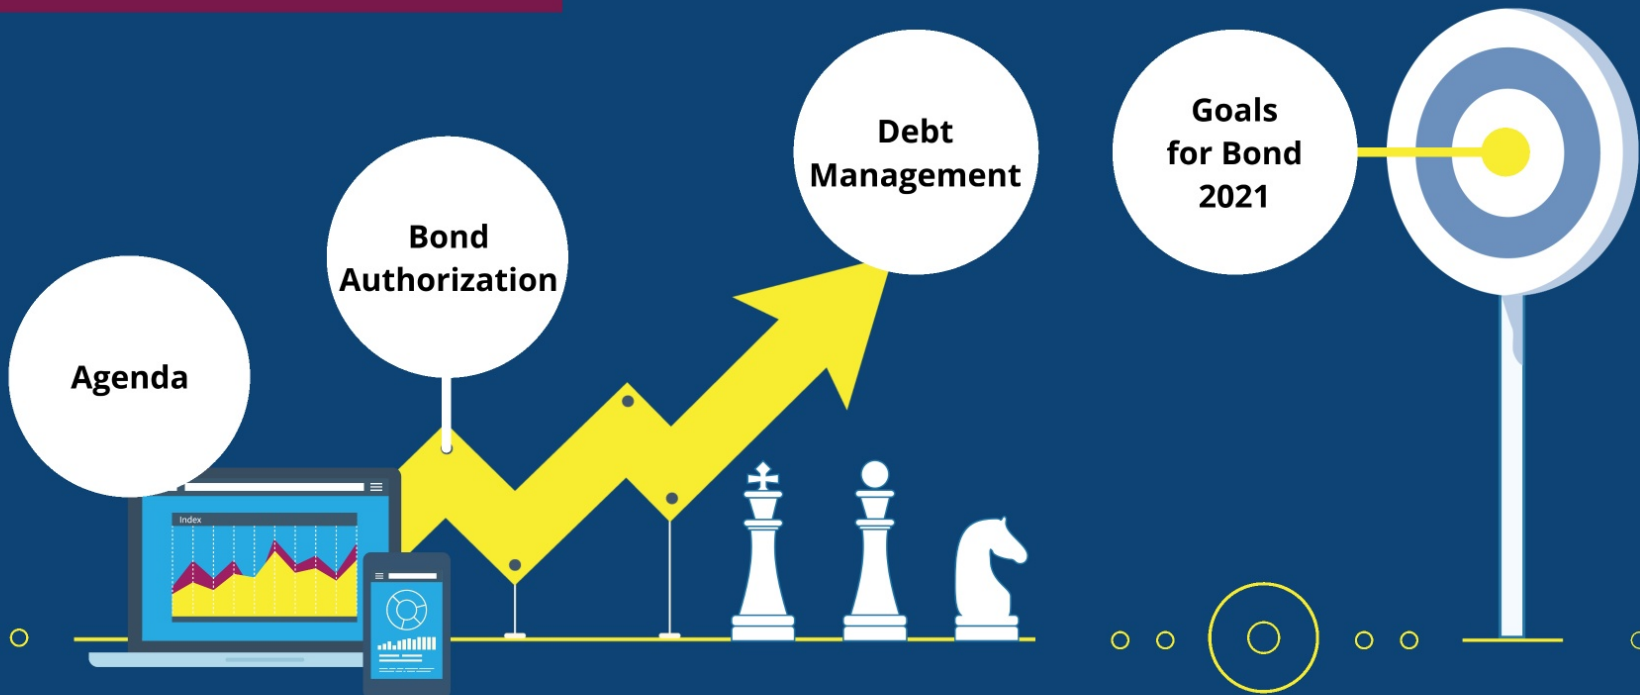 Agenda
Bond
Authorization
Debt
Management
Goals
for Bond
2021
Index